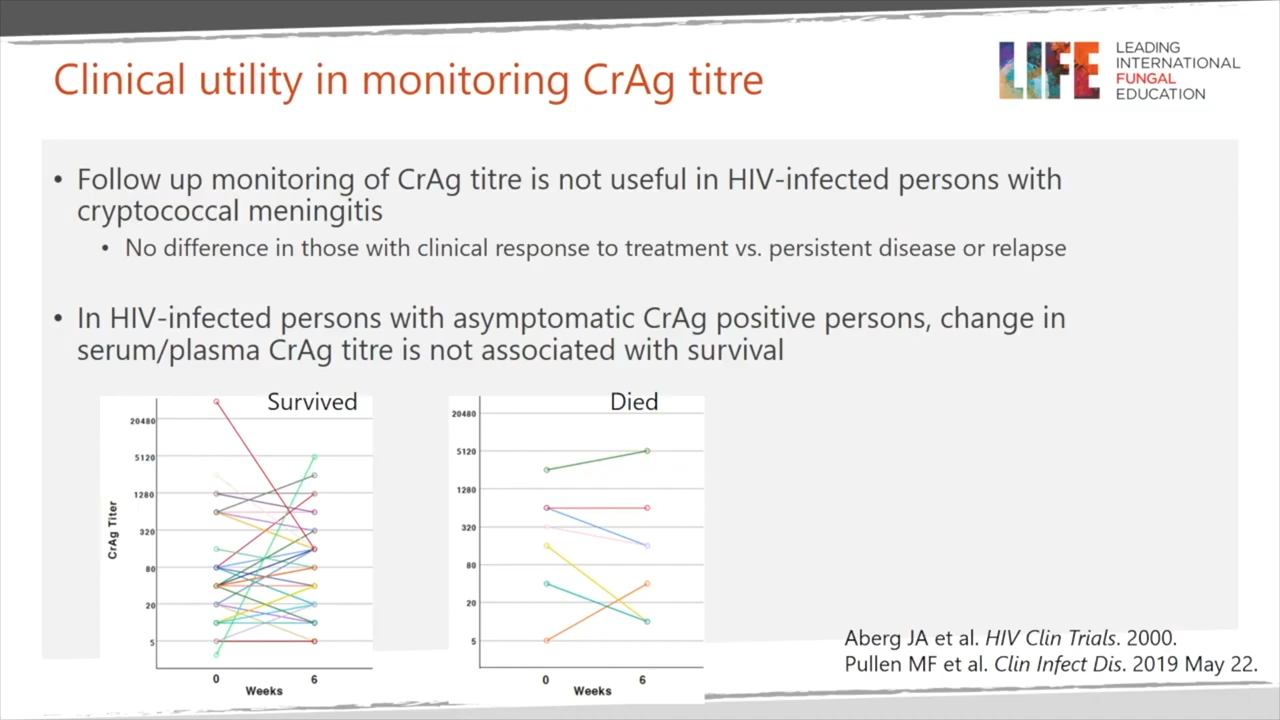 Clinical utility in monitoring CrAg titre
LIFE
LEADING
INTERNATIONAL
FUNGAL
EDUCATION
• Follow up monitoring of CrAg titre is not useful in HIV-infected persons with
cryptococcal meningitis
• No difference in those with clinical response to treatment vs. persistent disease or relapse
• In HIV-infected persons with asymptomatic CrAg positive persons, change in
serum/plasma CrAg titre is not associated with survival
Survived
20480
5120
1280
320
80
20
5
CrAg Titer
0 6
Weeks
Died
20480
5120
1280
320
80
20
5
0 6
Weeks
Aberg JA et al. HIV Clin Trials. 2000.
Pullen MF et al. Clin Infect Dis. 2019 May 22.